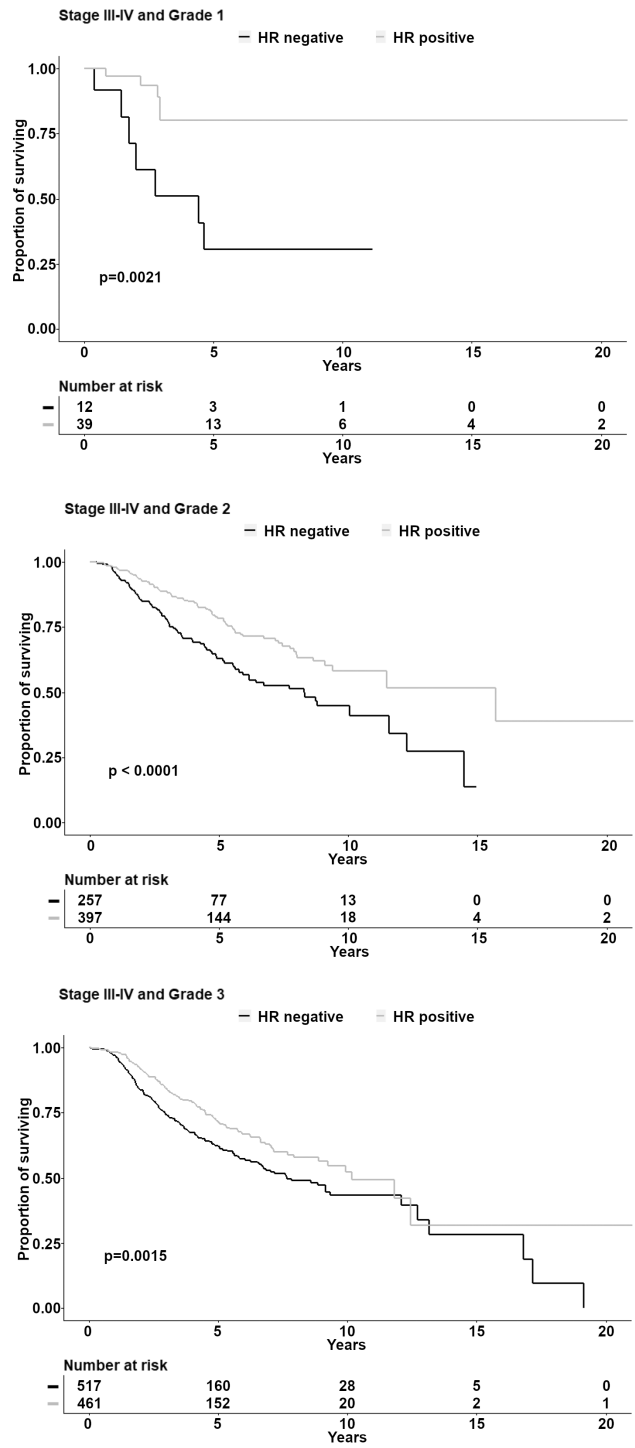 Stage III-IV and Grade 1
HR negative HR positive
1.00
0.75
0.50
0.25
0.00
Proportion of surviving
p=0.0021
0 5 10 15 20
Years
Number at risk
12 3 1 0 0
39 13 6 4 2
0 5 10 15 20
Years
Stage III-IV and Grade 2
HR negative HR positive
1.00
0.75
0.50
0.25
0.00
Proportion of surviving
p < 0.0001
0 5 10 15 20
Years
Number at risk
257 77 13 0 0
397 144 18 4 2
0 5 10 15 20
Years
Stage III-IV and Grade 3
HR negative HR positive
1.00
0.75
0.50
0.25
0.00
Proportion of surviving
p=0.0015
0 5 10 15 20
Years
Number at risk
517 160 28 5 0
461 152 20 2 1
0 5 10 15 20
Years